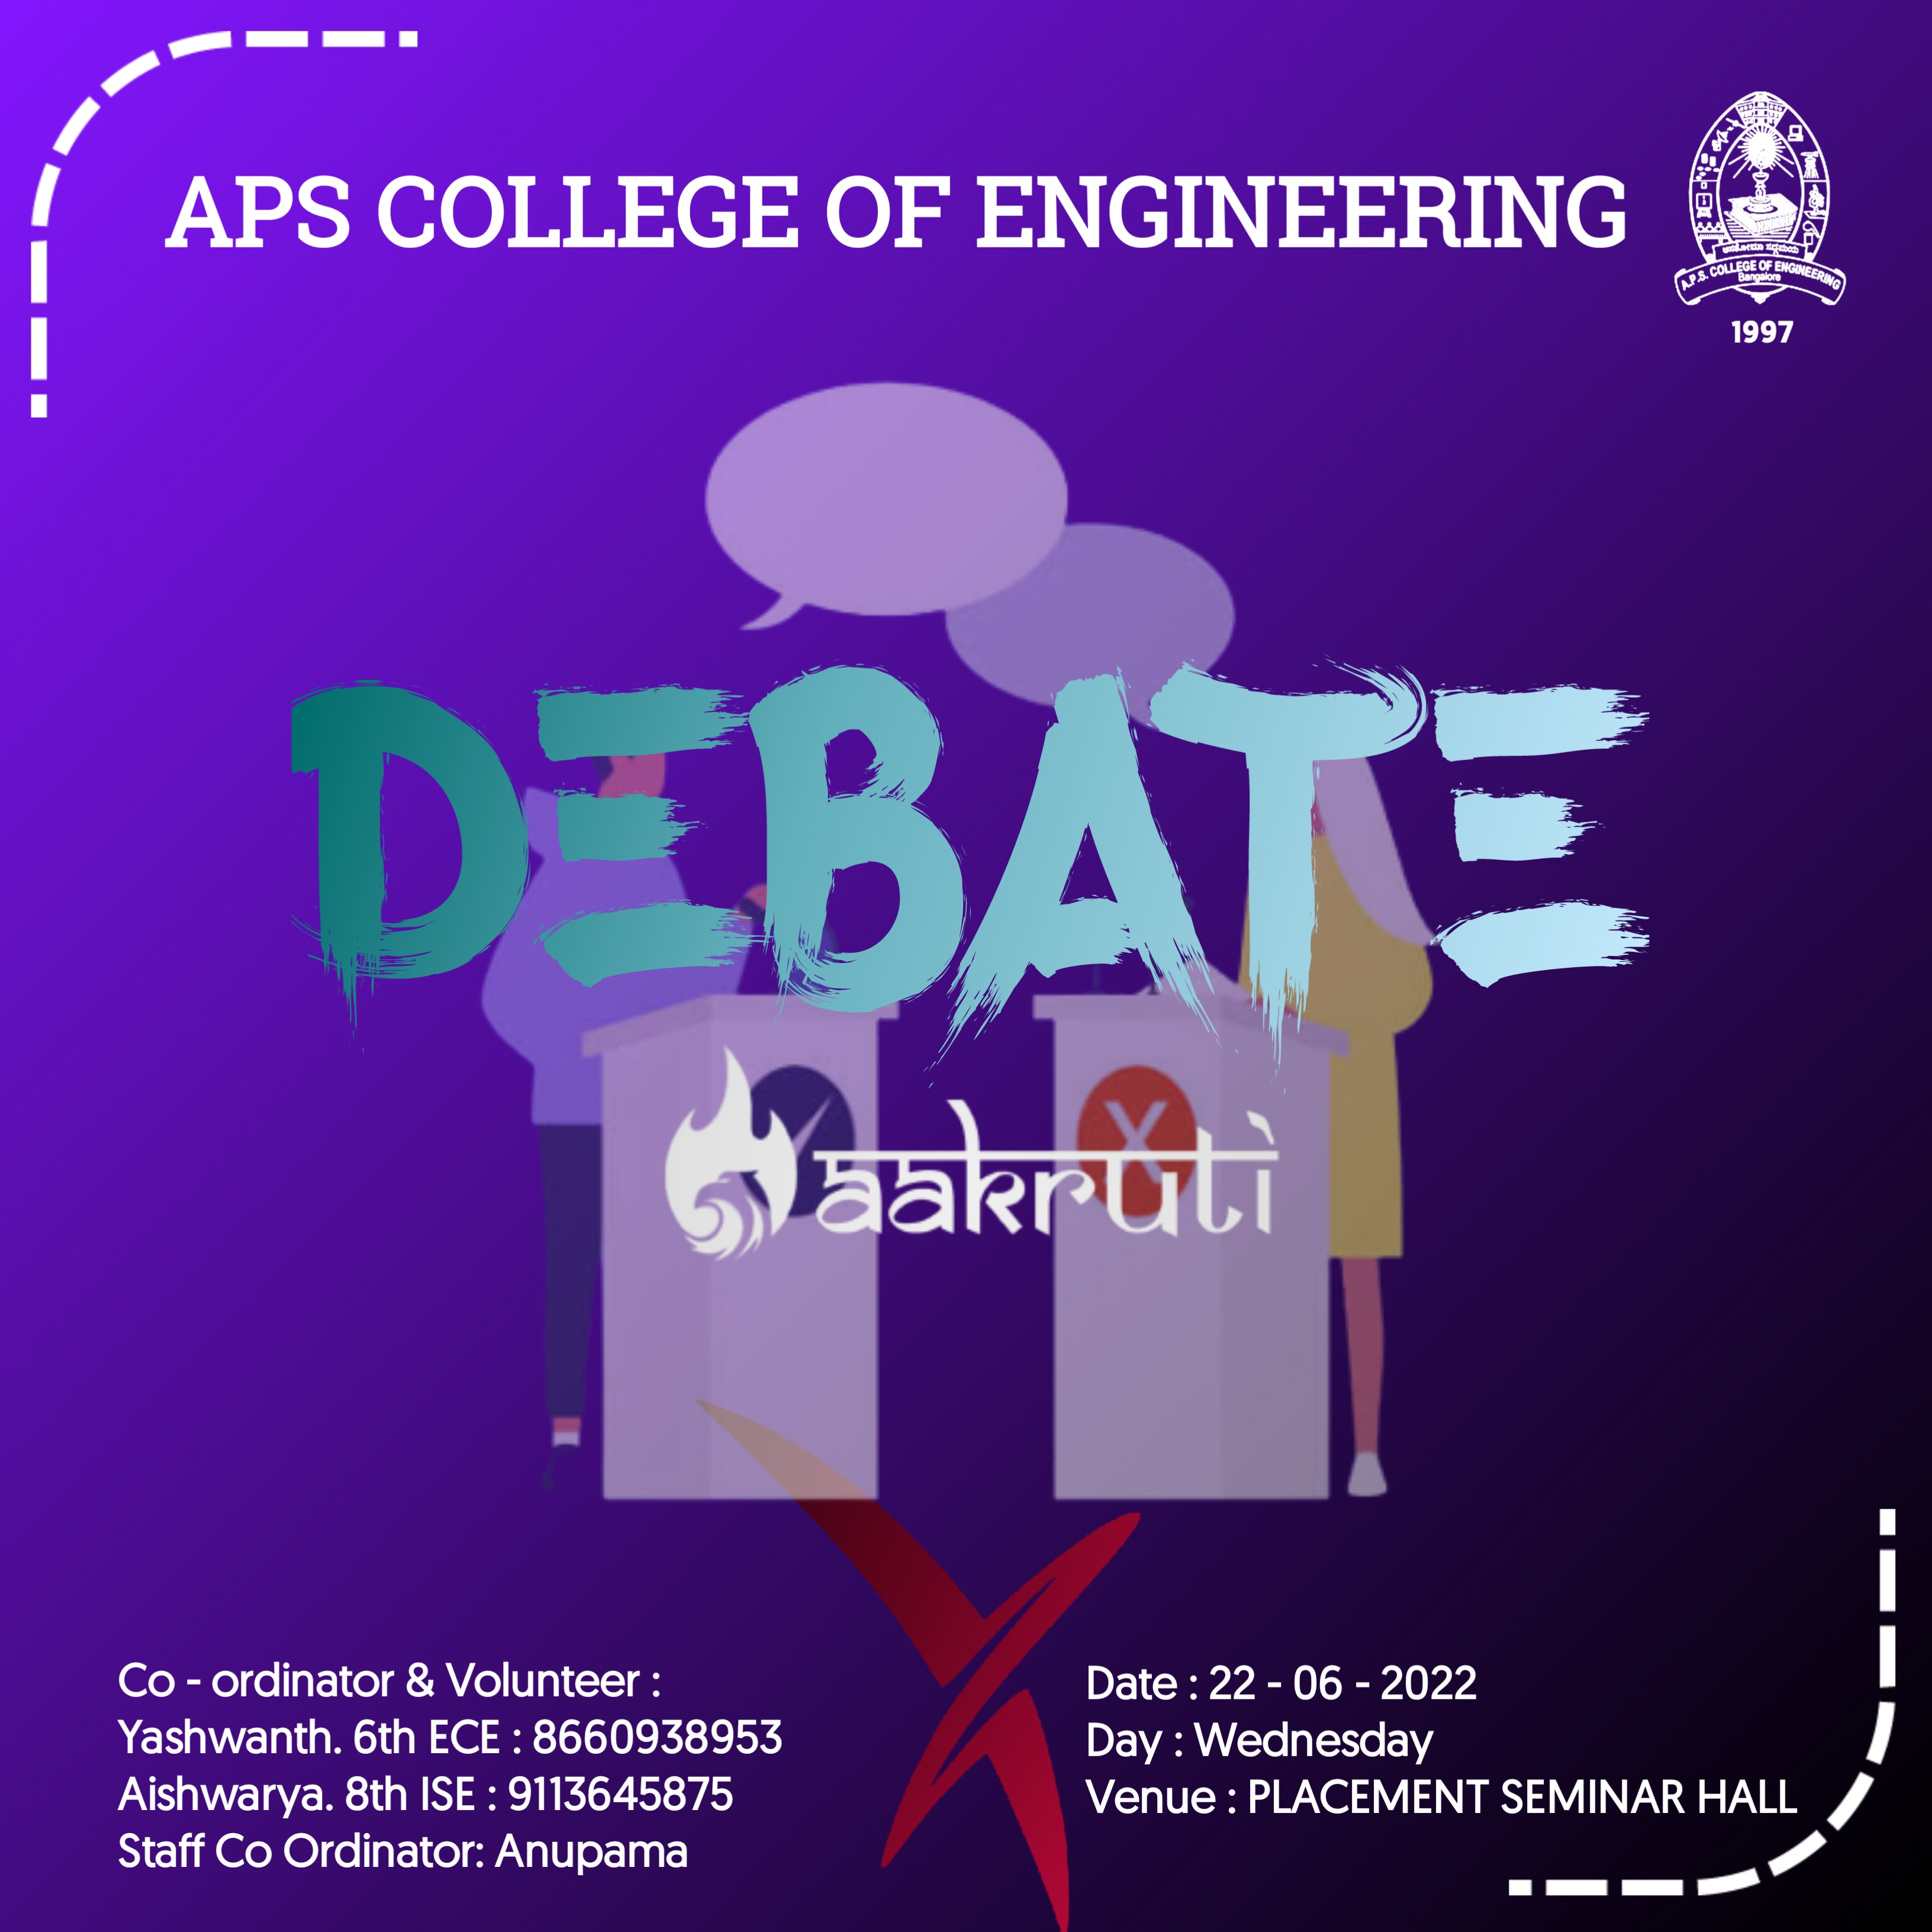 APS COLLEGE OF ENGINEERING
A.P.S. COLLEGE OF ENGINEERING
Bangalore
1997
DEBATE
aakruti
Co - ordinator & Volunteer :
Yashwanth. 6th ECE : 8660938953
Aishwarya. 8th ISE : 9113645875
Staff Co Ordinator: Anupama
Date : 22 - 06 - 2022
Day : Wednesday
Venue : PLACEMENT SEMINAR HALL